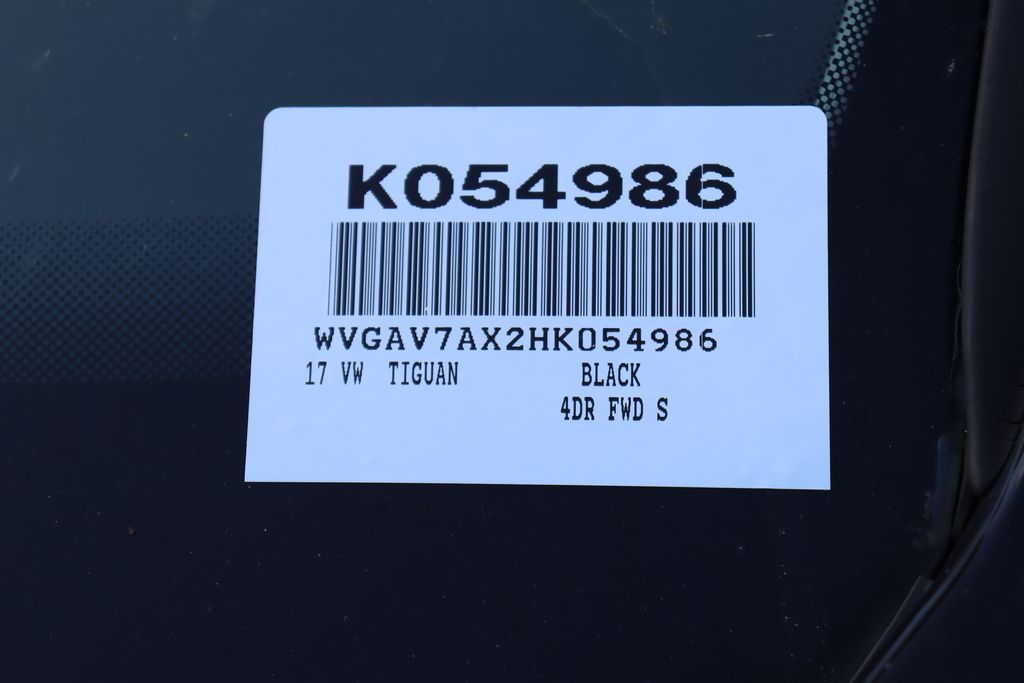 K054986
WVGAV7AX2HK054986
17 VW TIGUAN BLACK
4DR FWD S